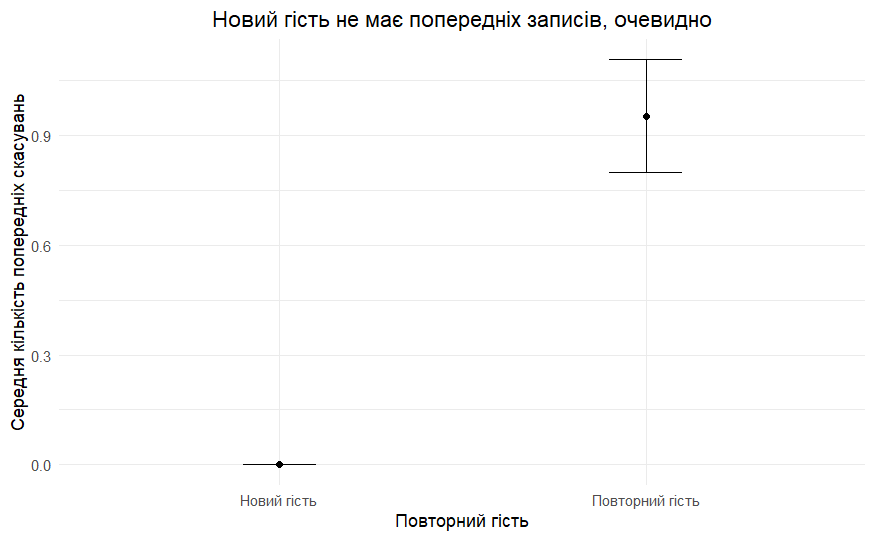 Новий гість не має попередніх записів, очевидно
Середня кількість попередніх скасувань
0.9
0.6
0.3
0.0
Новий гість
Повторний гість
Повторний гість